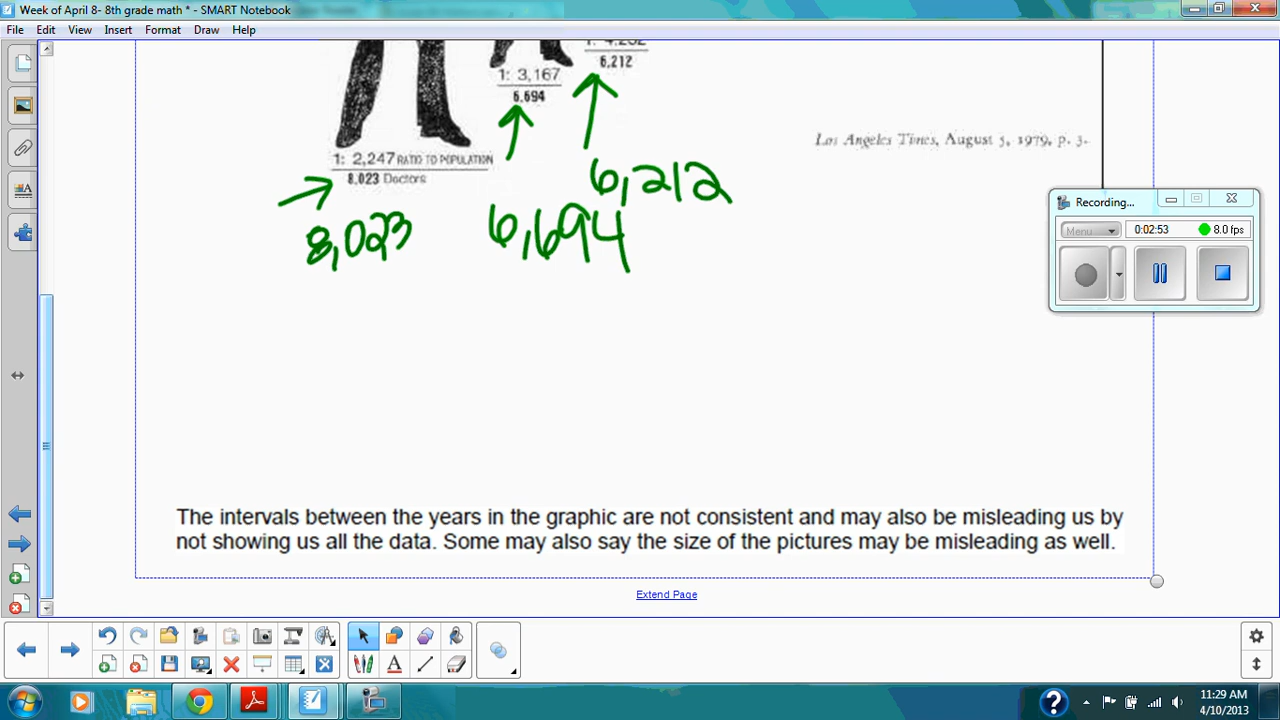 Week of April 8- 8th grade math * - SMART Notebook
File Edit View Insert Format Draw Help
6,212
1: 3,167
6,694
Los Angeles Times, August 5, 1979, p. 3.
1: 2,247 RATIO TO POPULATION
8,023 Doctors
6,212
8,023
6,694
Recording...
Menu
0:02:53
8.0 fps
The intervals between the years in the graphic are not consistent and may also be misleading us by
not showing us all the data. Some may also say the size of the pictures may be misleading as well.
Extend Page
11:29 AM
4/10/2013